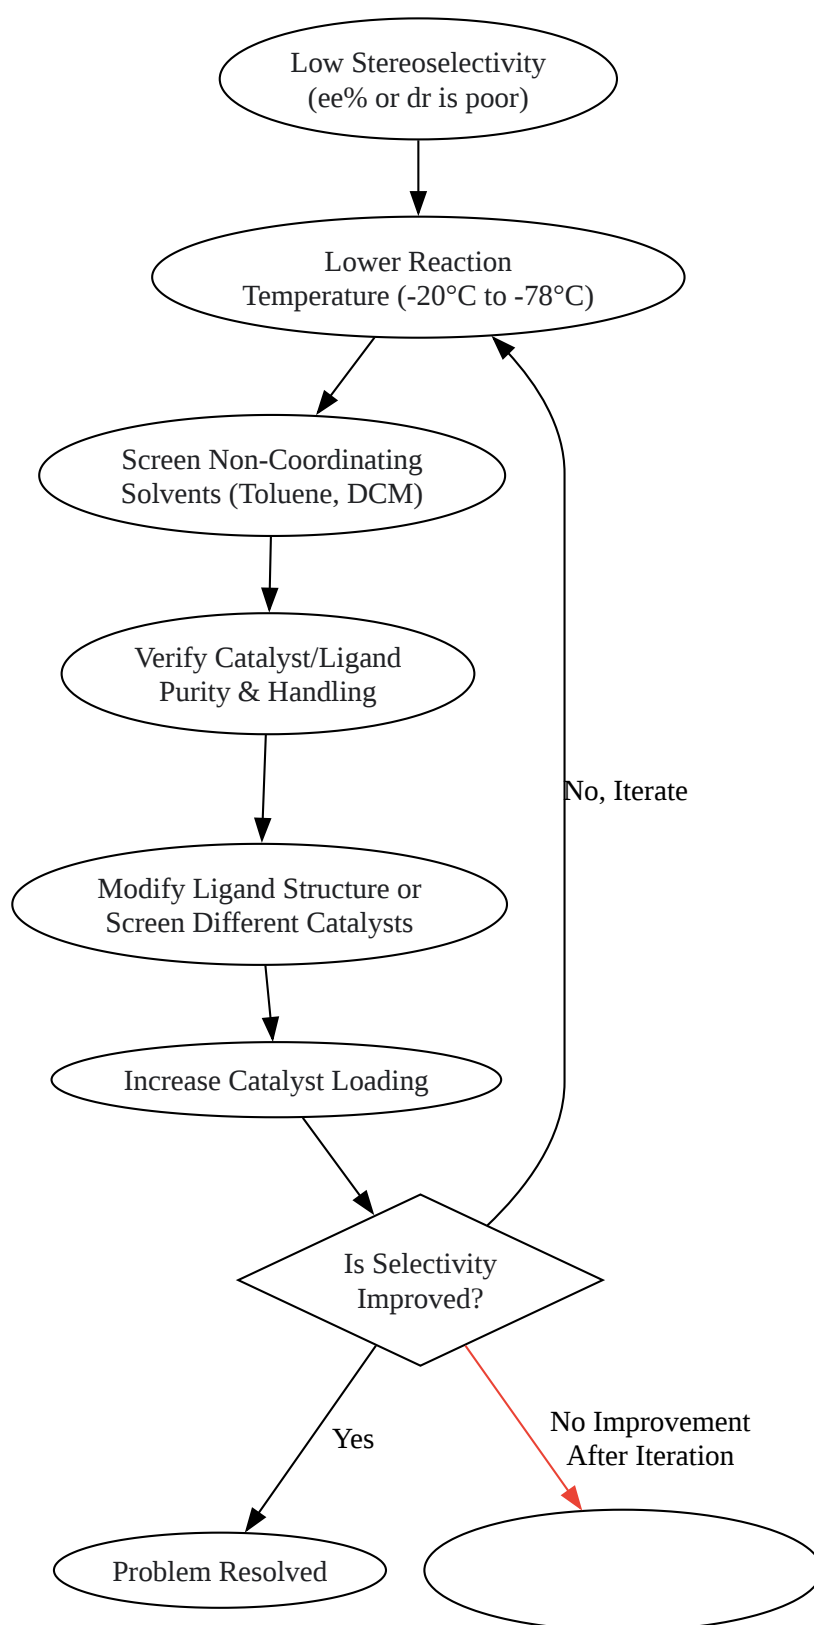 Low Stereoselectivity
(ee% or dr is poor)
Lower Reaction
Temperature (-20°C to -78°C)
Screen Non-Coordinating
Solvents (Toluene, DCM)
Verify Catalyst/Ligand
Purity & Handling
No, Iterate
Modify Ligand Structure or
Screen Different Catalysts
Increase Catalyst Loading
Is Selectivity
Improved?
Yes
No Improvement
After Iteration
Problem Resolved